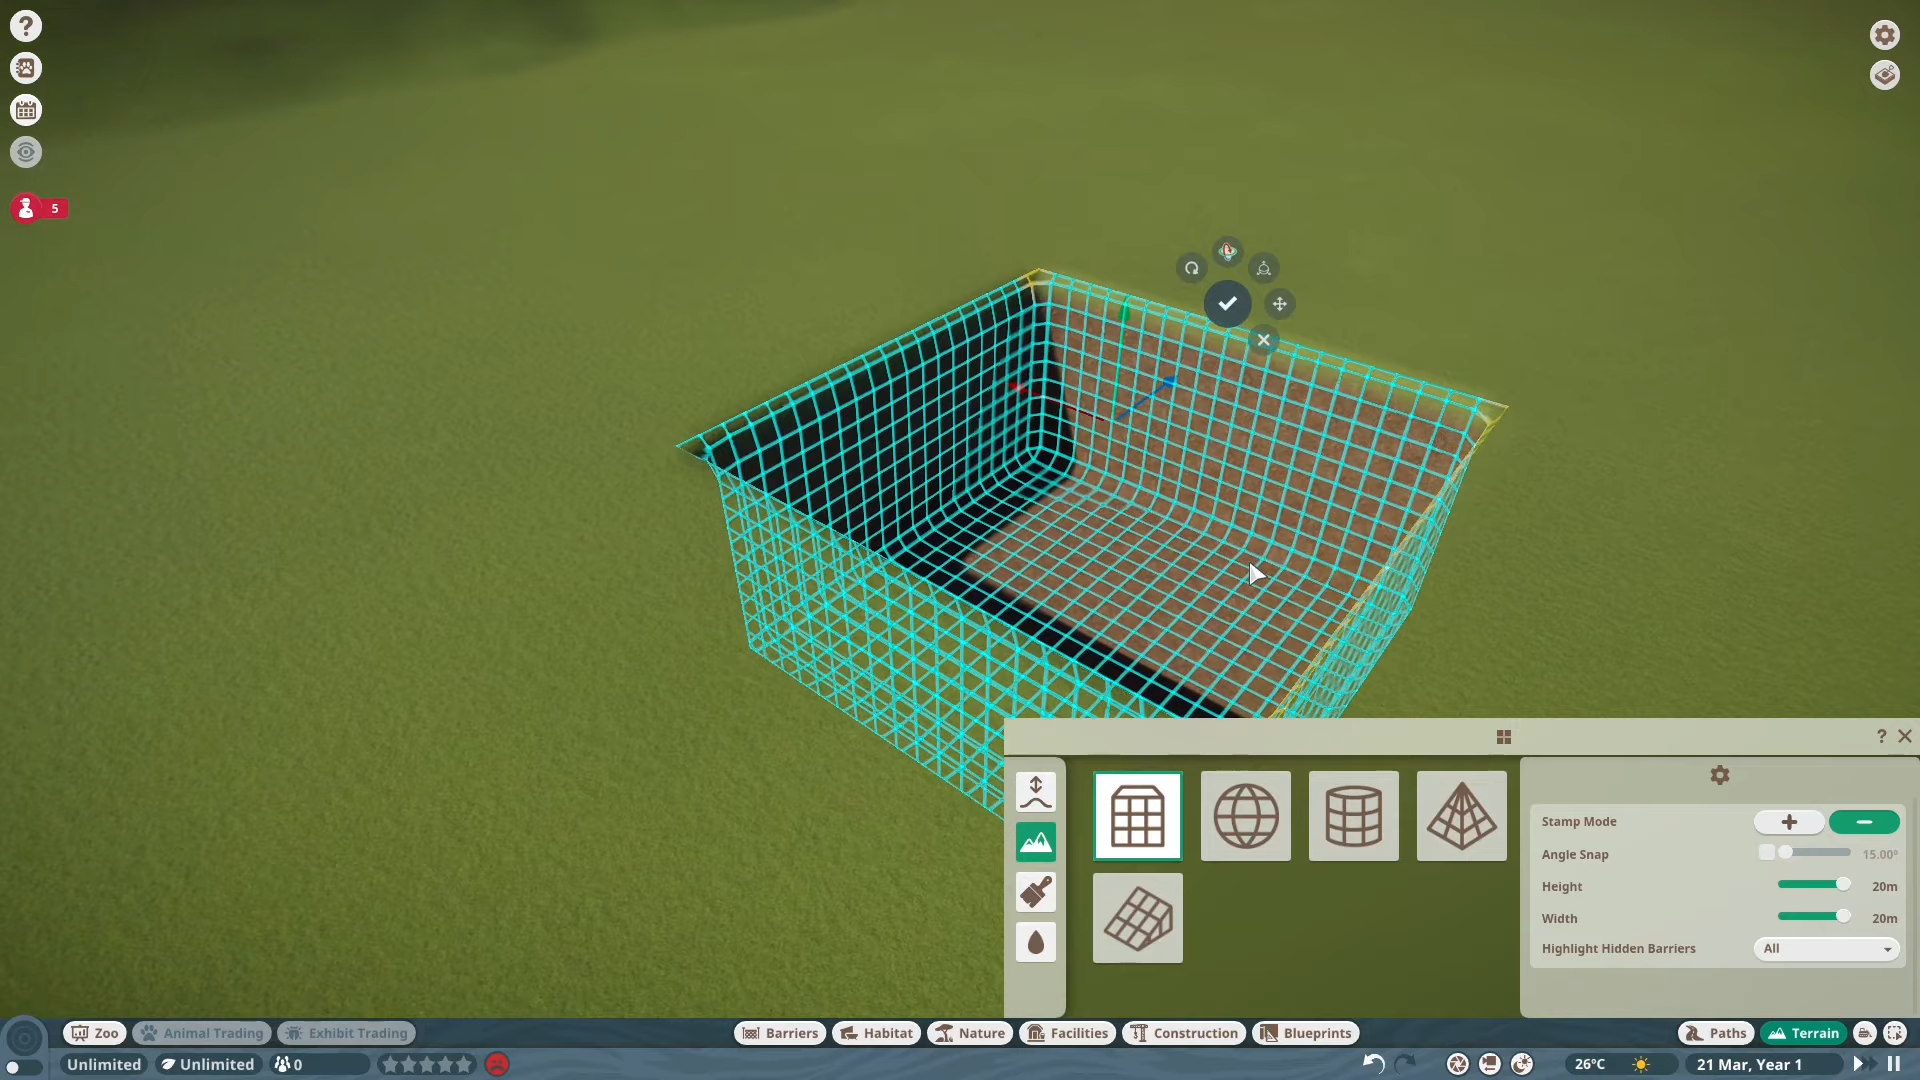 ?
5
?
Stamp Mode
Angle Snap 15.00°
Height 20m
Width 20m
Highlight Hidden Barriers All
Zoo Animal Trading Exhibit Trading Barriers Habitat Nature Facilities Construction Blueprints Paths Terrain
Unlimited Unlimited 0 26°C 21 Mar, Year 1